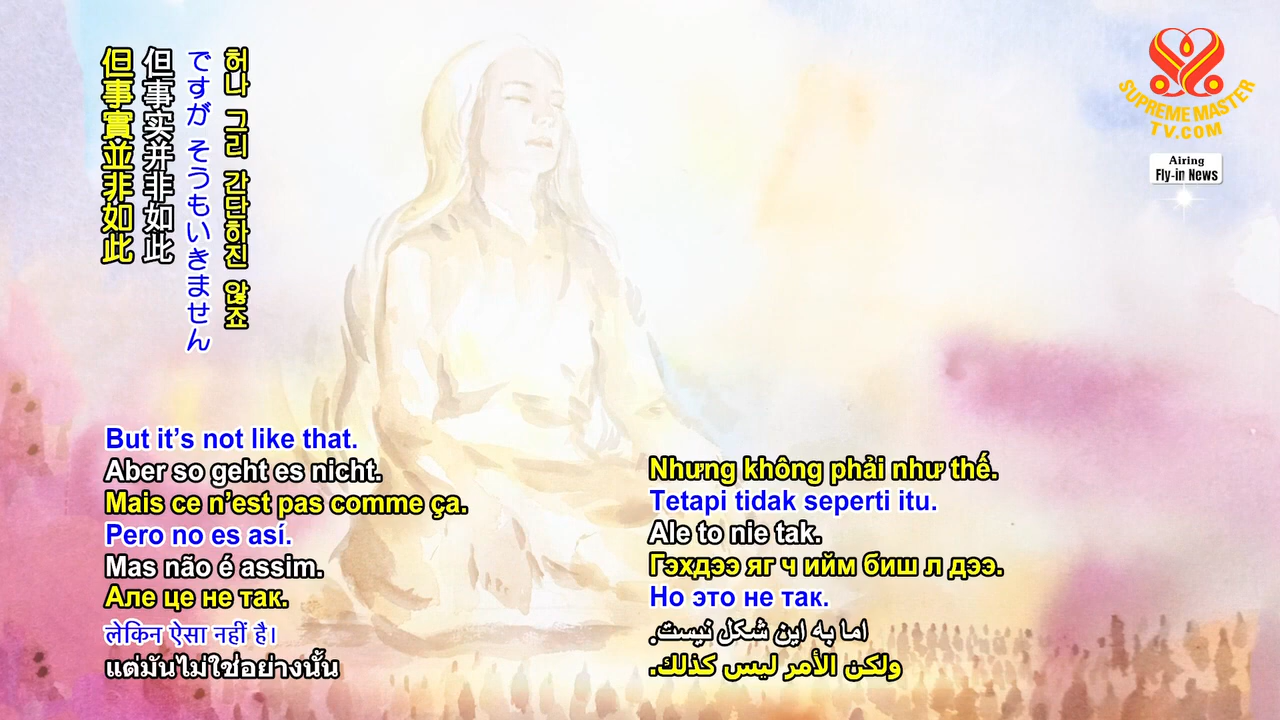 허나 그리 간단하진 않죠
ですが そうもいきません
但事实并非如此
但事實並非如此
SUPREME MASTER
TV.COM
Airing
Fly-in News
But it’s not like that.
Aber so geht es nicht.
Mais ce n’est pas comme ça.
Pero no es así.
Mas não é assim.
Але це не так.
लेकिन ऐसा नहीं है।
แต่มันไม่ใช่อย่างนั้น
Nhưng không phải như thế.
Tetapi tidak seperti itu.
Ale to nie tak.
Гэхдээ яг ч ийм биш л дээ.
Но это не так.
اما به این شکل نیست.
ولكن الأمر ليس كذلك.